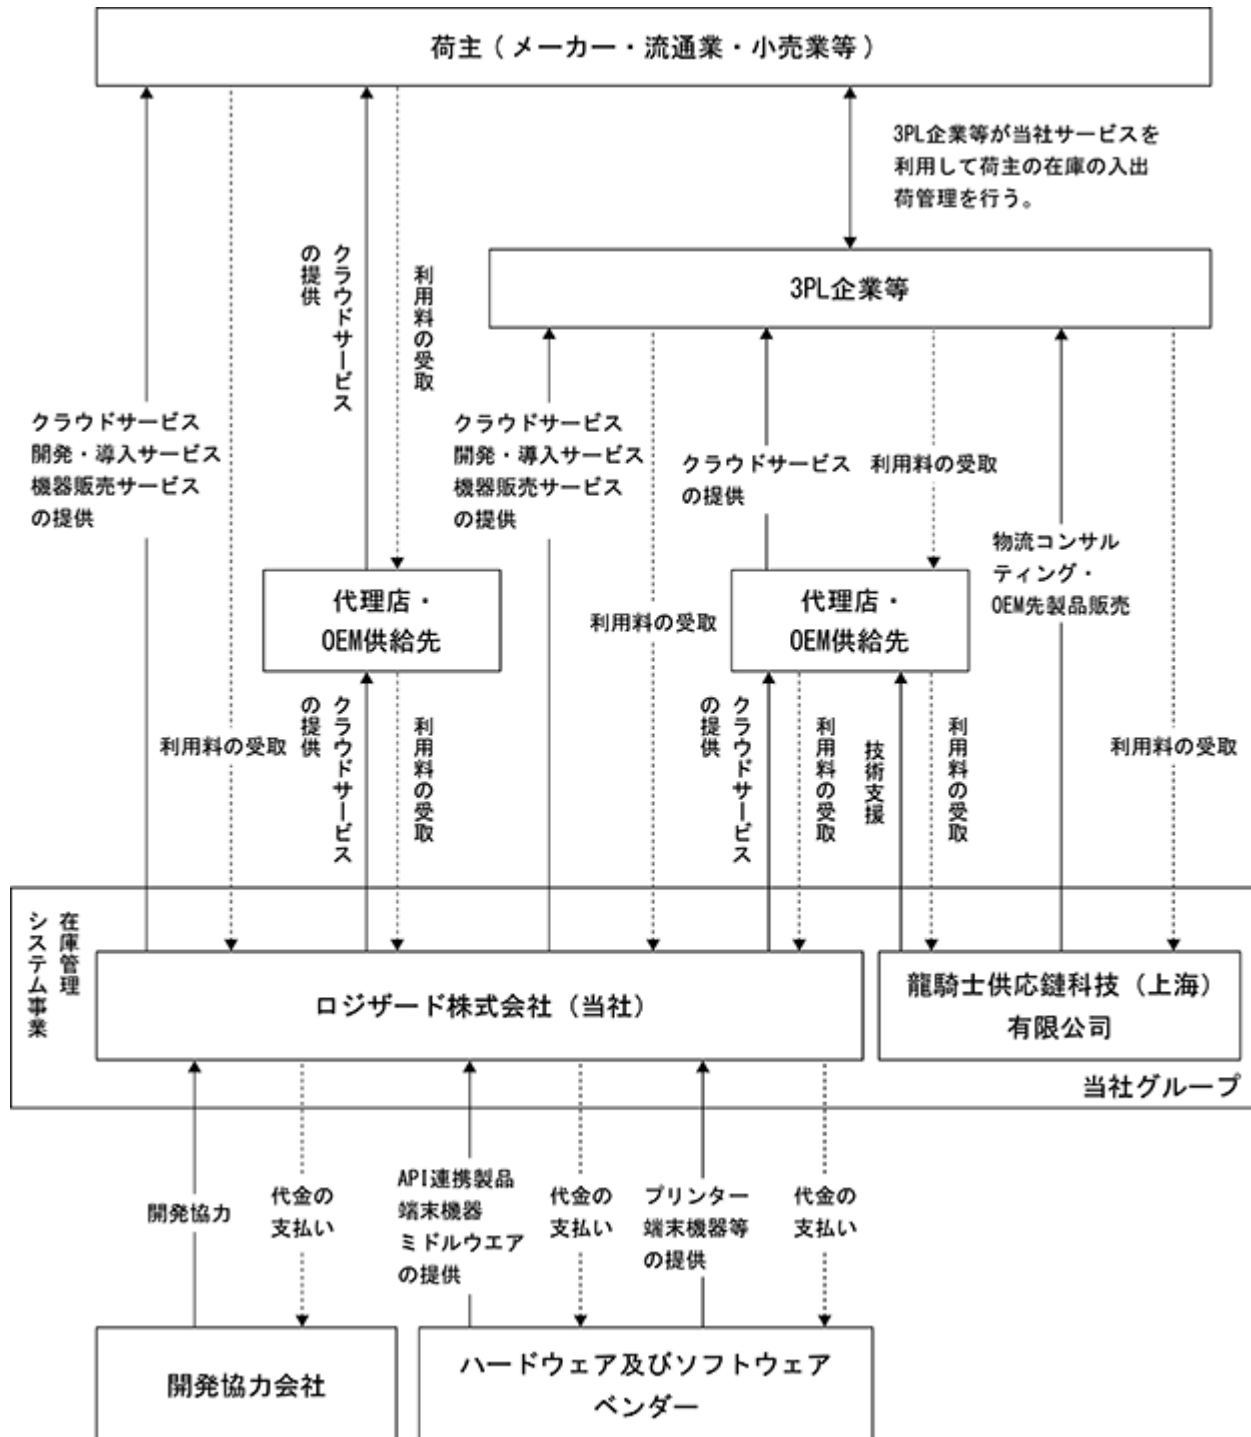 荷主（メーカー・流通業・小売業等）
3PL企業等が当社サービスを
利用して荷主の在庫の入出
荷管理を行う。
クラウドサービス
の提供
利用料の受取
3PL企業等
クラウドサービス
開発・導入サービス
機器販売サービス
の提供
クラウドサービス
開発・導入サービス
機器販売サービス
の提供
クラウドサービス
の提供
利用料の受取
物流コンサル
ティング・
OEM先製品販売
代理店・
OEM供給先
利用料の受取
代理店・
OEM供給先
利用料の受取
クラウドサービス
の提供
利用料の受取
クラウドサービス
の提供
利用料の受取
技術支援
利用料の受取
利用料の受取
在庫管理
システム事業
ロジザード株式会社（当社）
龍騎士供応鏈科技（上海）
有限公司
当社グループ
開発協力
代金の
支払い
API連携製品
端末機器
ミドルウエア
の提供
代金の
支払い
プリンター
端末機器等
の提供
代金の
支払い
開発協力会社
ハードウェア及びソフトウェア
ベンダー